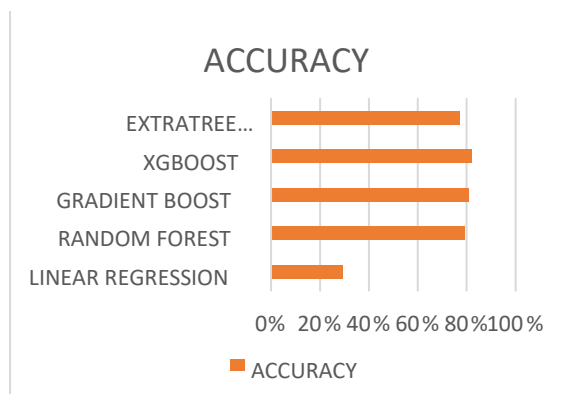 ACCURACY
EXTRATREE...
XGBOOST
GRADIENT BOOST
RANDOM FOREST
LINEAR REGRESSION
0% 20% 40% 60% 80% 100%
ACCURACY